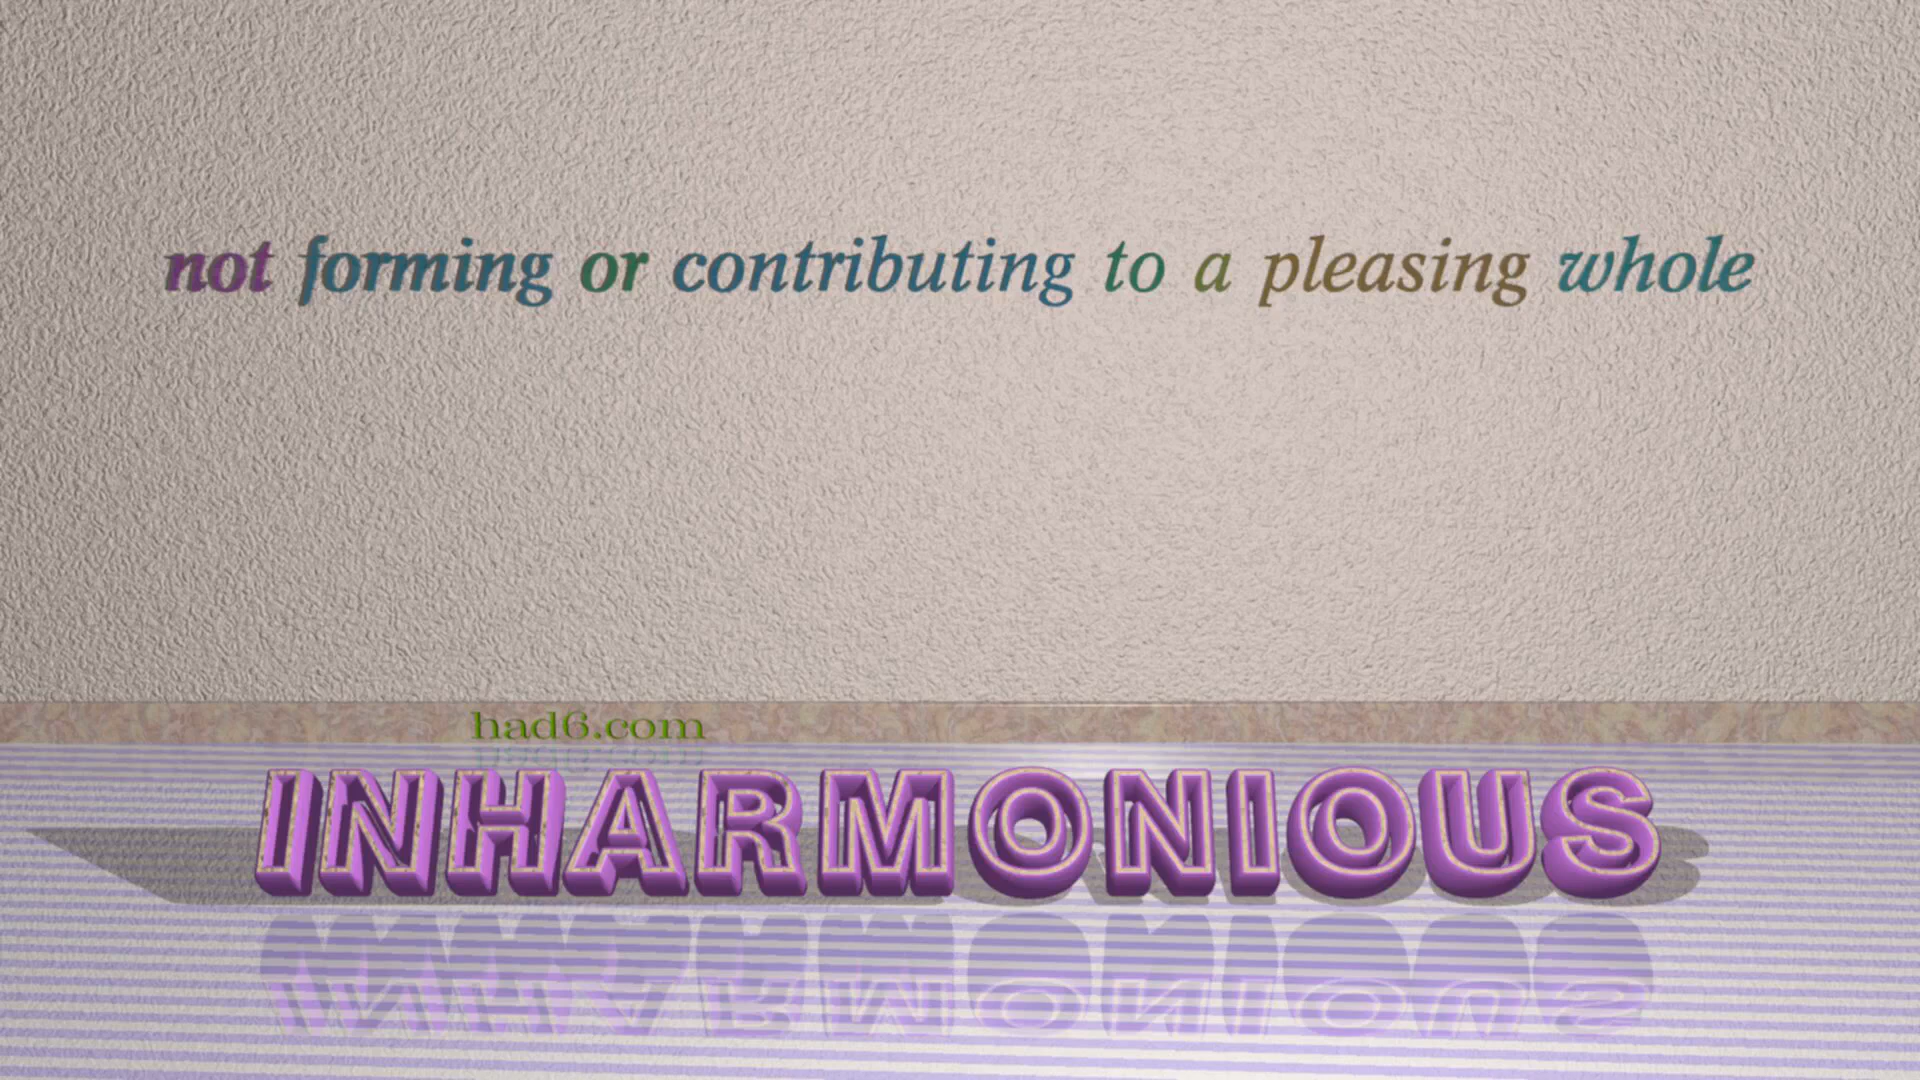 not forming or contributing to a pleasing whole
had6.com
INHARMONIOUS